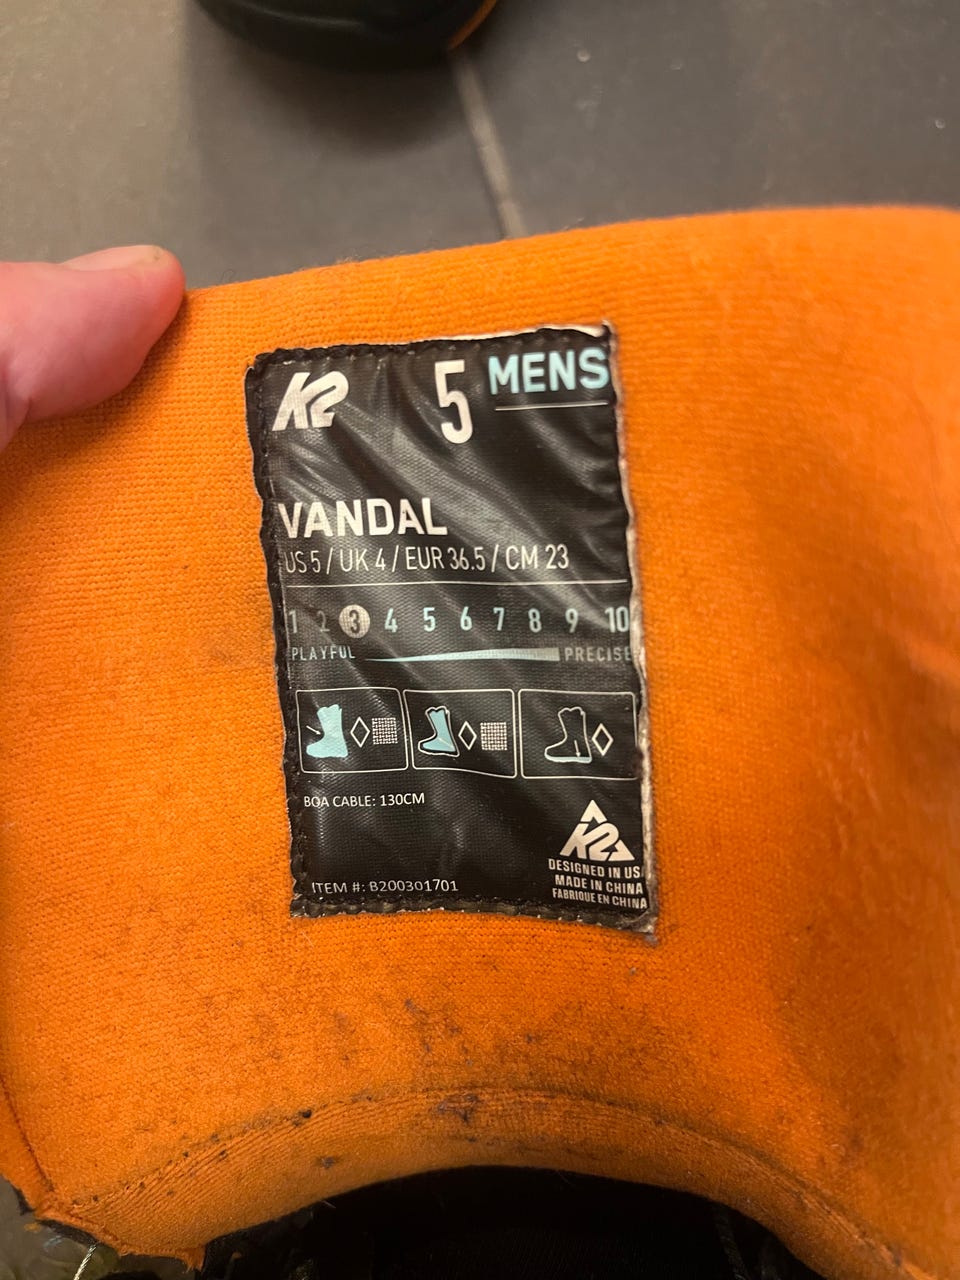 K2 5 MENS
VANDAL
US 5 / UK 4 / EUR 36.5 / CM 23
1 2 3 4 5 6 7 8 9 10
PLAYFUL PRECISE
BOA CABLE: 130CM
K2
DESIGNED IN USA
MADE IN CHINA
FABRIQUE EN CHINA
ITEM #: B200301701